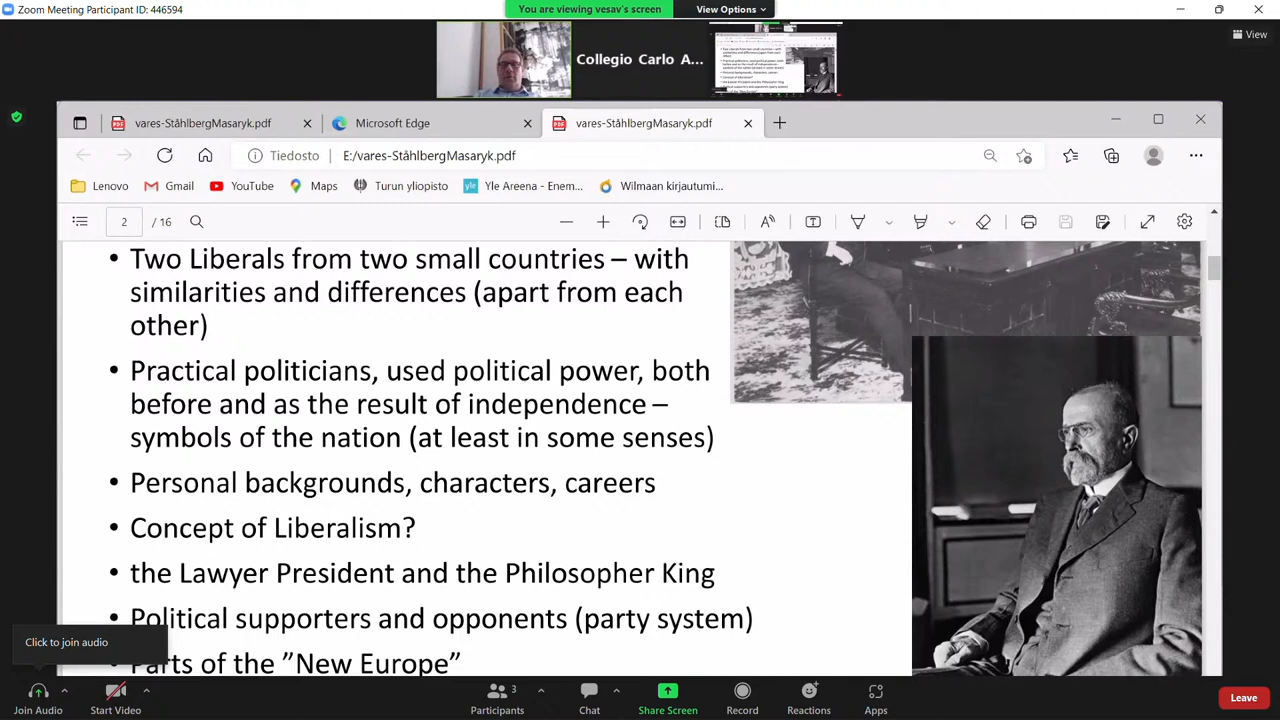 Zoom Meeting Participant ID: 446594
You are viewing vesav's screen
View Options
View
Collegio Carlo A...
vares-StåhlbergMasaryk.pdf
Microsoft Edge
vares-StåhlbergMasaryk.pdf
Tiedosto
E:/vares-StåhlbergMasaryk.pdf
Lenovo
Gmail
YouTube
Maps
Turun yliopisto
yle
Yle Areena - Enem...
Wilmaan kirjautumi...
2 / 16
• Two Liberals from two small countries – with
similarities and differences (apart from each
other)
• Practical politicians, used political power, both
before and as the result of independence –
symbols of the nation (at least in some senses)
• Personal backgrounds, characters, careers
• Concept of Liberalism?
• the Lawyer President and the Philosopher King
• Political supporters and opponents (party system)
Click to join audio
Parts of the ”New Europe”
Join Audio
Start Video
Participants
3
Chat
Share Screen
Record
Reactions
Apps
Leave